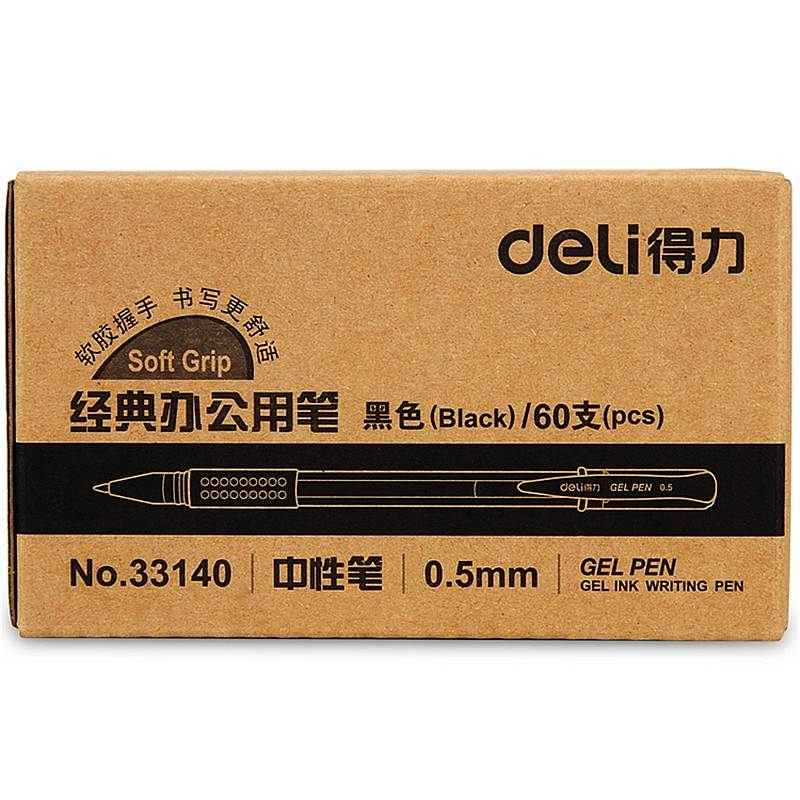 deli得力
软胶握手 书写更舒适
Soft Grip
经典办公用笔 黑色(Black)/60支(pcs)
deli得力 GEL PEN 0.5
No.33140 中性笔 0.5mm GEL PEN
GEL INK WRITING PEN